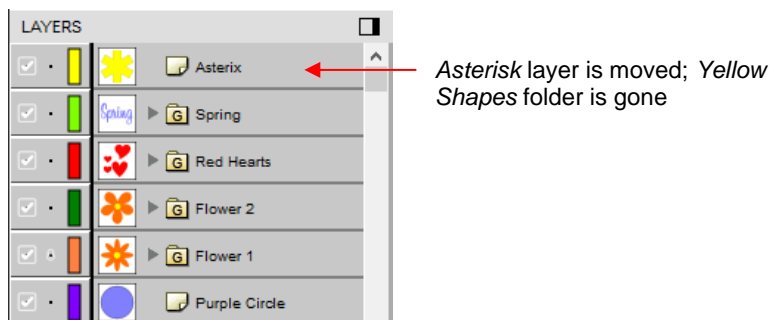 LAYERS
Asterix
Asterisk layer is moved; Yellow
Shapes folder is gone
Spring
G Spring
G Red Hearts
G Flower 2
G Flower 1
Purple Circle